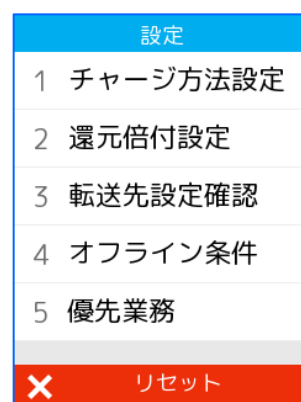 設定
1 チャージ方法設定
2 還元倍付設定
3 転送先設定確認
4 オフライン条件
5 優先業務
× リセット